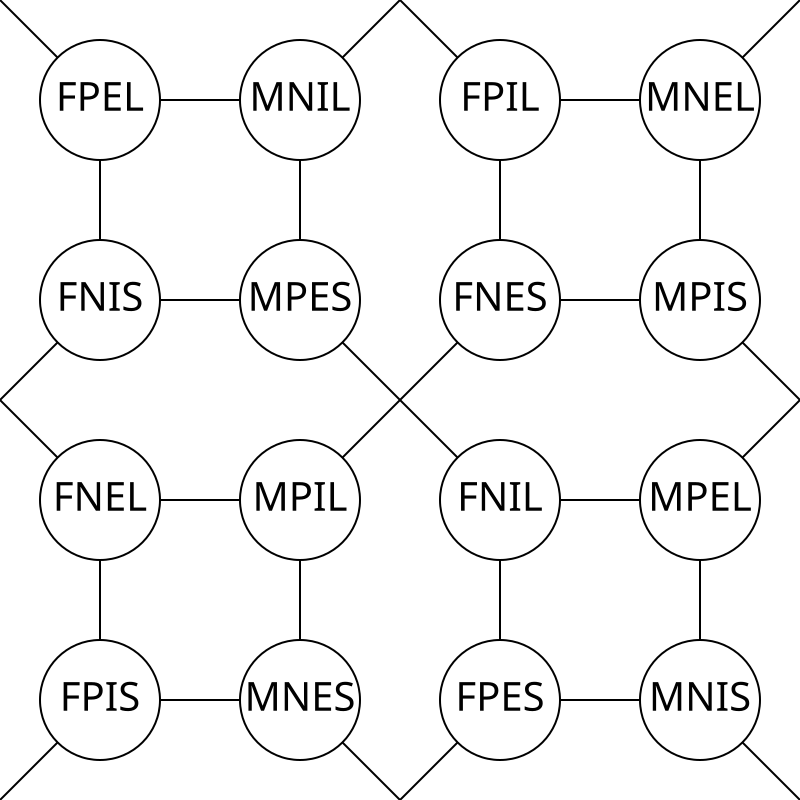 FPEL MNIL FPIL MNEL
FNIS MPES FNES MPIS
FNEL MPIL FNIL MPEL
FPIS MNES FPES MNIS